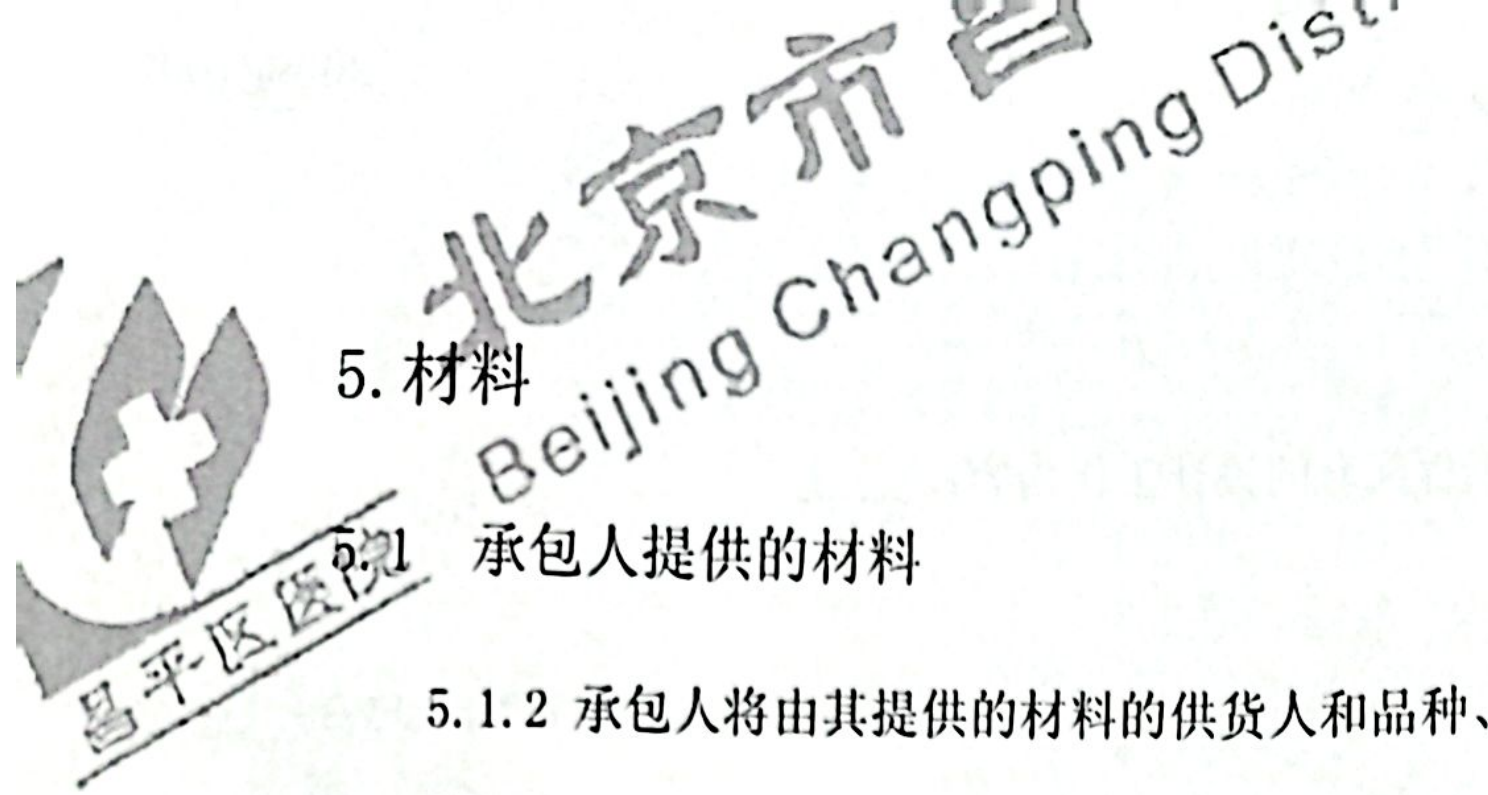 北京市昌
Beijing Changping Dist
5.材料
5.1 承包人提供的材料
昌平区医院
5.1.2 承包人将由其提供的材料的供货人和品种、